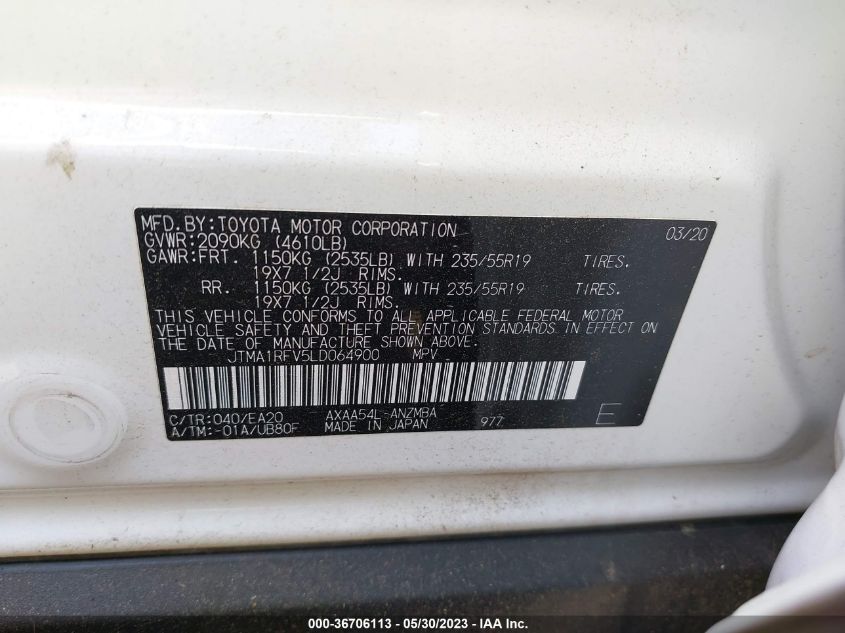 MFD.BY:TOYOTA MOTOR CORPORATION 03/20
GVWR:2090KG (4610LB)
GAWR:FRT. 1150KG (2535LB) WITH 235/55R19 TIRES.
19X7 1/2J RIMS.
RR. 1150KG (2535LB) WITH 235/55R19 TIRES.
19X7 1/2J RIMS.
THIS VEHICLE CONFORMS TO ALL APPLICABLE FEDERAL MOTOR
VEHICLE SAFETY AND THEFT PREVENTION STANDARDS IN EFFECT ON
THE DATE OF MANUFACTURE SHOWN ABOVE.
JTMA1RFV5LD064900 MPV
C/TR:040/EA20 AXAA54L-ANZMBA
A/TM:-01A/UB80F MADE IN JAPAN 977 E
000-36706113 - 05/30/2023 - IAA Inc.